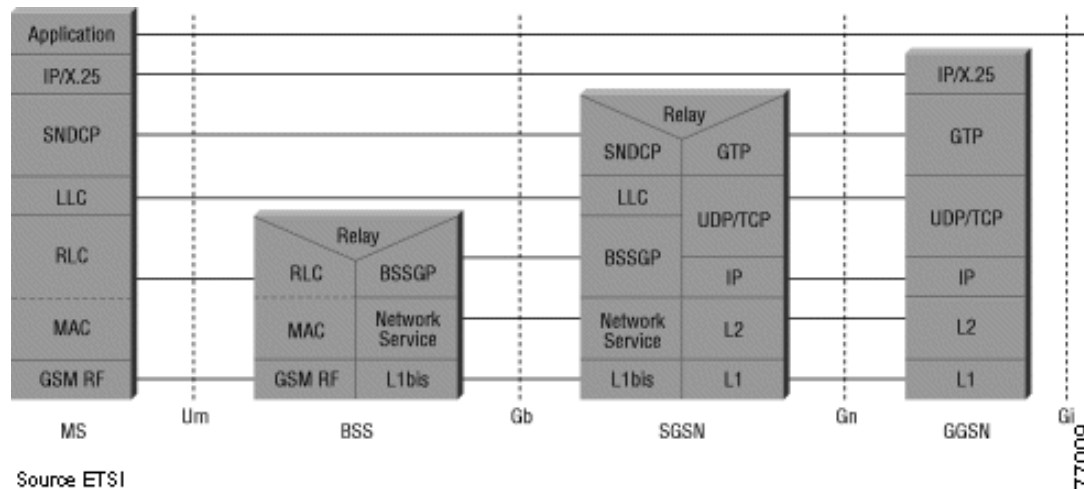 Application
IP/X.25
SNDCP
LLC
RLC
MAC
GSM RF
Relay
RLC
BSSGP
MAC
Network
Service
GSM RF
L1bis
Relay
SNDCP
GTP
LLC
UDP/TCP
BSSGP
IP
Network
Service
L2
L1bis
L1
IP/X.25
GTP
UDP/TCP
IP
L2
L1
MS
Um
BSS
Gb
SGSN
Gn
GGSN
Gi
Source ETSI
77009